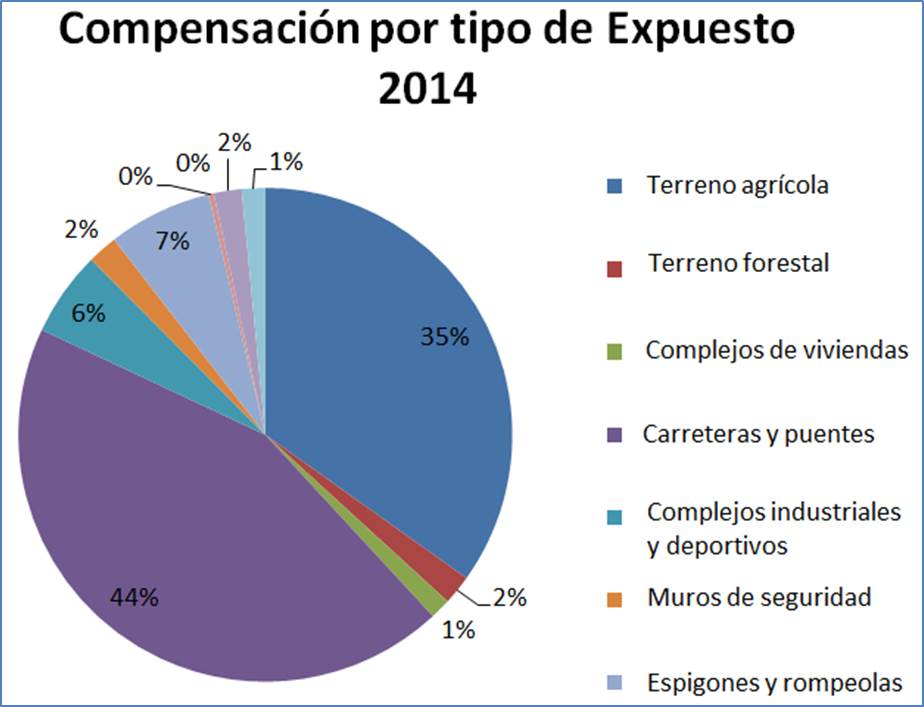 Compensación por tipo de Expuesto
2014
2%
0%
1%
0%
2%
7%
6%
35%
44%
2%
1%
Terreno agrícola
Terreno forestal
Complejos de viviendas
Carreteras y puentes
Complejos industriales
y deportivos
Muros de seguridad
Espigones y rompeolas